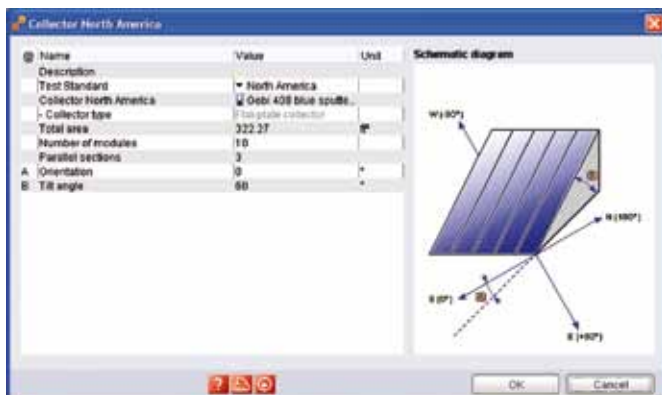 Collector North America
@ Name Value Unit
Description
Test Standard North America
Collector North America Gobi 408 blue sputte...
- Collector type Flat-plate collector
Total area 322.27 ft²
Number of modules 10
Parallel sections 3
A Orientation 0 °
B Tilt angle 60 °
Schematic diagram
W (-90°)
N (180°)
S (0°)
E (+90°)
?
OK Cancel